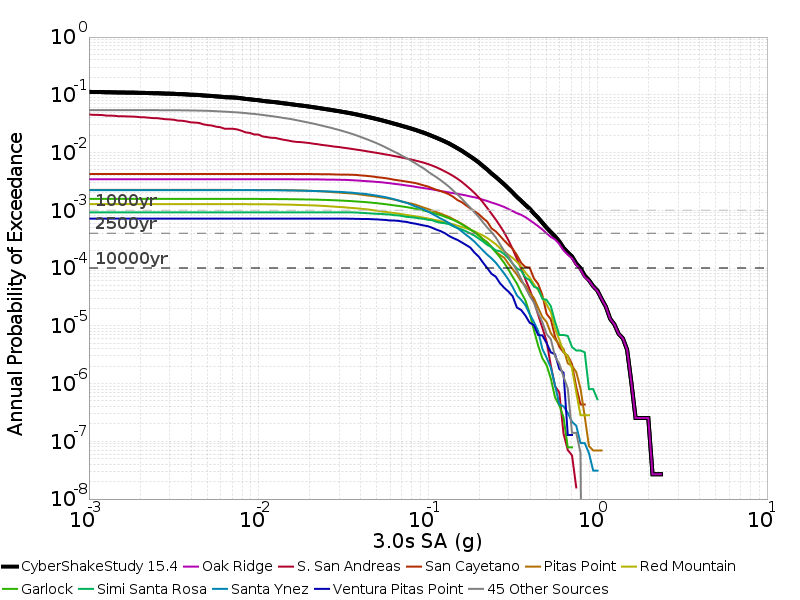 10^0
10^-1
10^-2
10^-3
10^-4
10^-5
10^-6
10^-7
10^-8
Annual Probability of Exceedance
1000yr
2500yr
10000yr
10^-3 10^-2 10^-1 10^0 10^1
3.0s SA (g)
CyberShakeStudy 15.4 Oak Ridge S. San Andreas San Cayetano Pitas Point Red Mountain
Garlock Simi Santa Rosa Santa Ynez Ventura Pitas Point 45 Other Sources